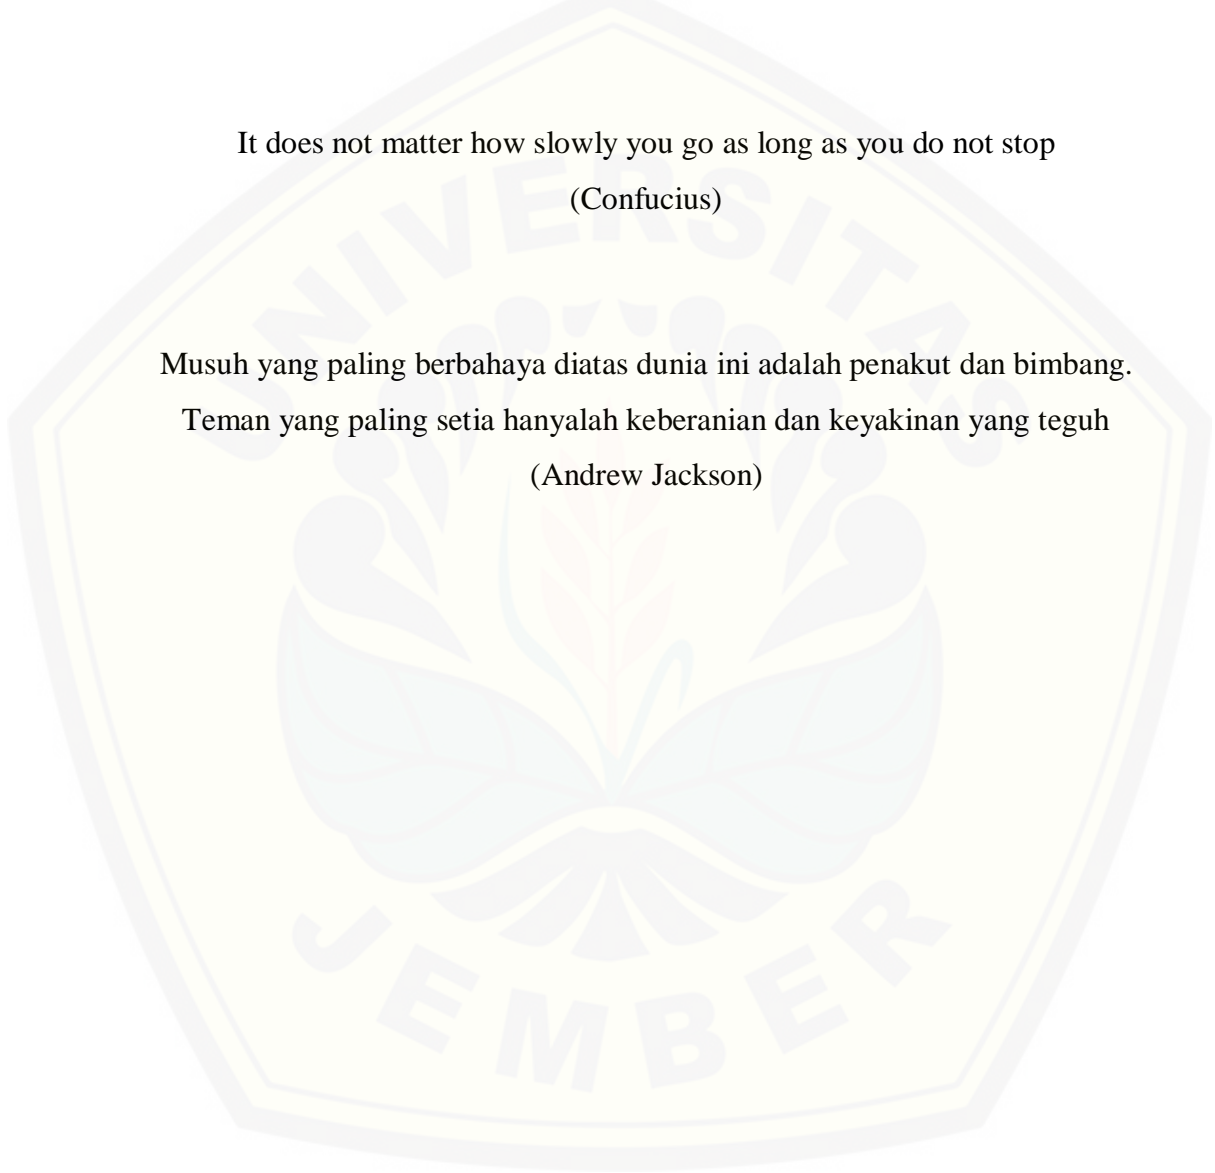 It does not matter how slowly you go as long as you do not stop
(Confucius)
Musuh yang paling berbahaya diatas dunia ini adalah penakut dan bimbang.
Teman yang paling setia hanyalah keberanian dan keyakinan yang teguh
(Andrew Jackson)
UNIVERSITAS
JEMBER